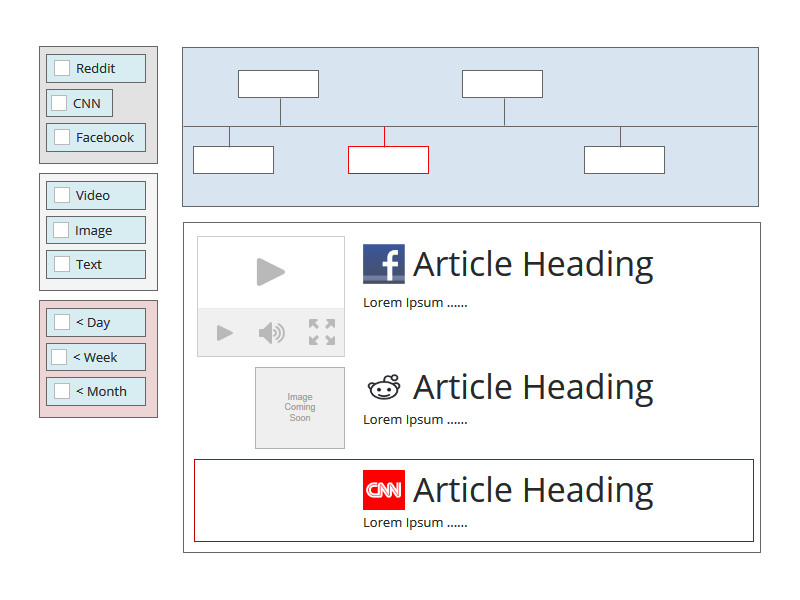 Reddit
CNN
Facebook
Video
Image
Text
< Day
< Week
< Month
f Article Heading
Lorem Ipsum ......
Image
Coming
Soon
Article Heading
Lorem Ipsum ......
CNN Article Heading
Lorem Ipsum ......